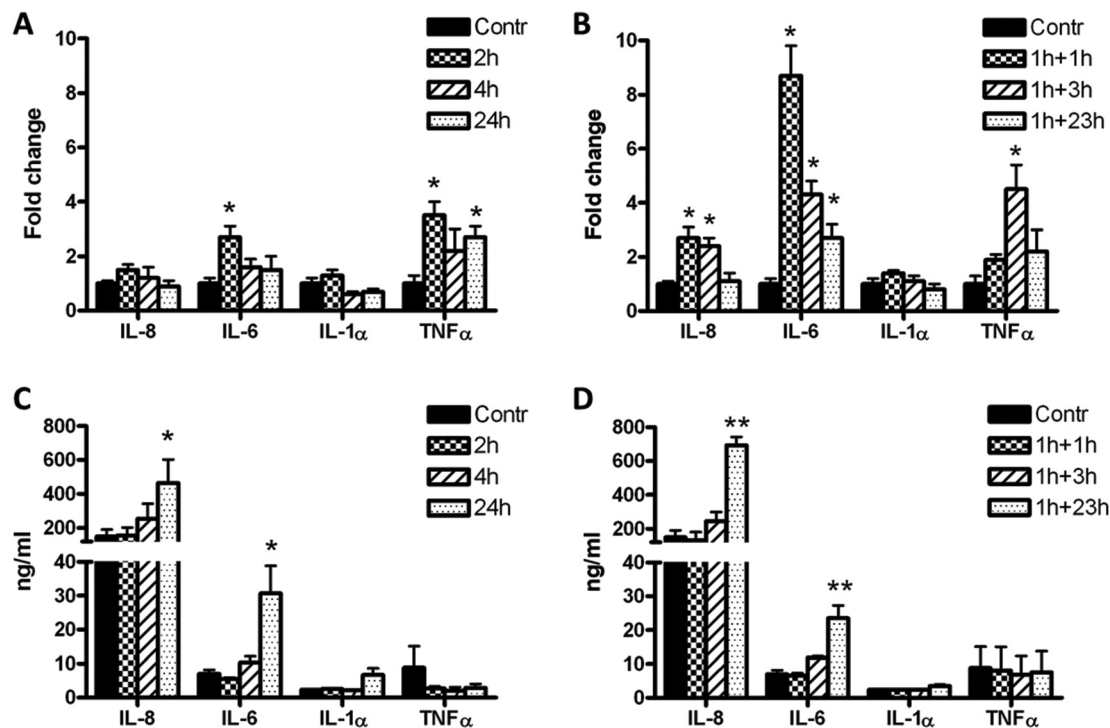 A
Fold change
10
8
6
4
2
0
Contr
2h
4h
24h
*
*
*
IL-8 IL-6 IL-1α TNFα
B
Fold change
10
8
6
4
2
0
Contr
1h+1h
1h+3h
1h+23h
*
*
*
*
*
*
IL-8 IL-6 IL-1α TNFα
C
ng/ml
800
600
400
200
40
30
20
10
0
Contr
2h
4h
24h
*
*
IL-8 IL-6 IL-1α TNFα
D
ng/ml
800
600
400
200
40
30
20
10
0
Contr
1h+1h
1h+3h
1h+23h
**
**
IL-8 IL-6 IL-1α TNFα